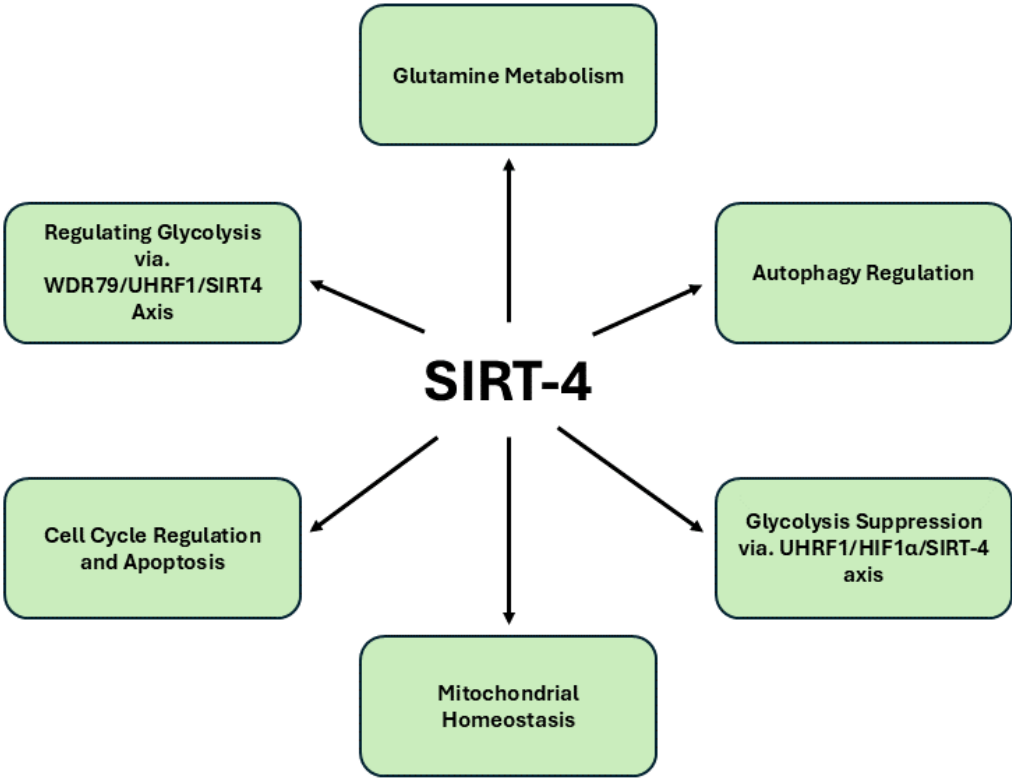 Glutamine Metabolism
Regulating Glycolysis
via.
WDR79/UHRF1/SIRT4
Axis
Autophagy Regulation
SIRT-4
Cell Cycle Regulation
and Apoptosis
Glycolysis Suppression
via. UHRF1/HIF1α/SIRT-4
axis
Mitochondrial
Homeostasis